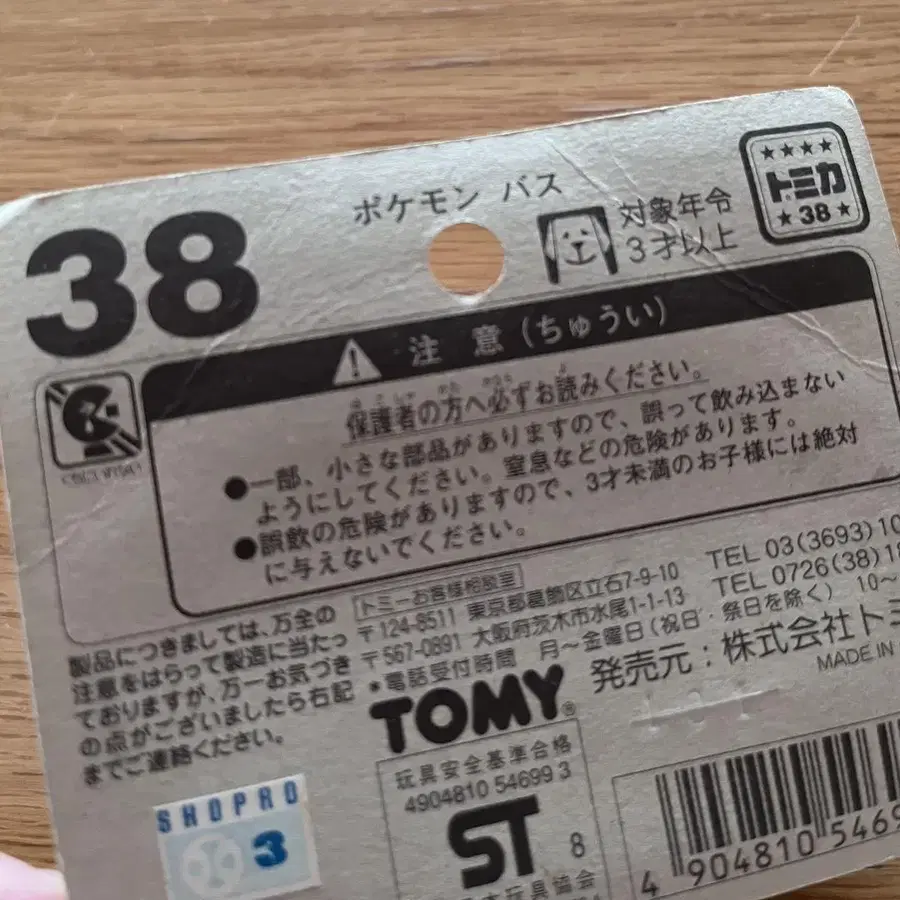 38
ポケモン バス
対象年令
3才以上
トミカ
38
注意(ちゅうい)
保護者の方へ必ずお読みください。
●一部、小さな部品がありますので、誤って飲み込まない
ようにしてください。窒息などの危険があります。
●誤飲の危険がありますので、3才未満のお子様には絶対
に与えないでください。
製品につきましては、万全の
注意をはらって製造に当たっ
ておりますが、万一お気づき
の点がございましたら右記
までご連絡ください。
トミーお客様相談室
〒124-8511 東京都葛飾区立石7-9-10 TEL 03(3693)10
〒567-0891 大阪府茨木市水尾1-1-13 TEL 0726(38)18
*電話受付時間 月〜金曜日(祝日・祭日を除く) 10〜
TOMY®
発売元:株式会社トミ
MADE IN
玩具安全基準合格
4904810 54699 3
ST
8
SHOPRO
3
4 904810 5469